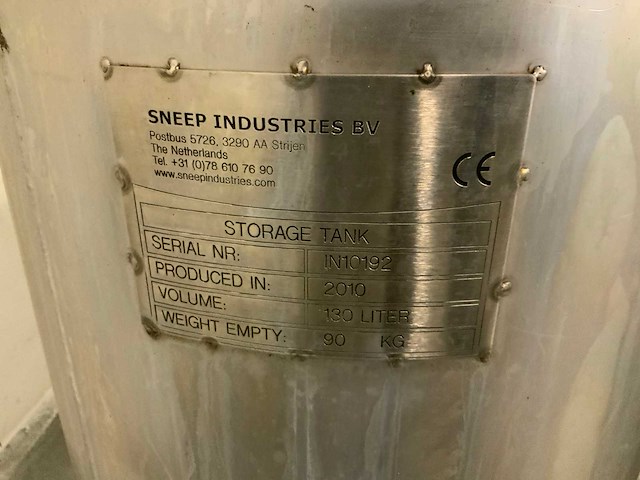 SNEEP INDUSTRIES BV
Postbus 5726, 3290 AA Strijen
The Netherlands
Tel. +31 (0)78 610 76 90
www.sneepindustries.com
CE
STORAGE TANK
SERIAL NR: IN10192
PRODUCED IN: 2010
VOLUME: 130 LITER
WEIGHT EMPTY: 90 KG